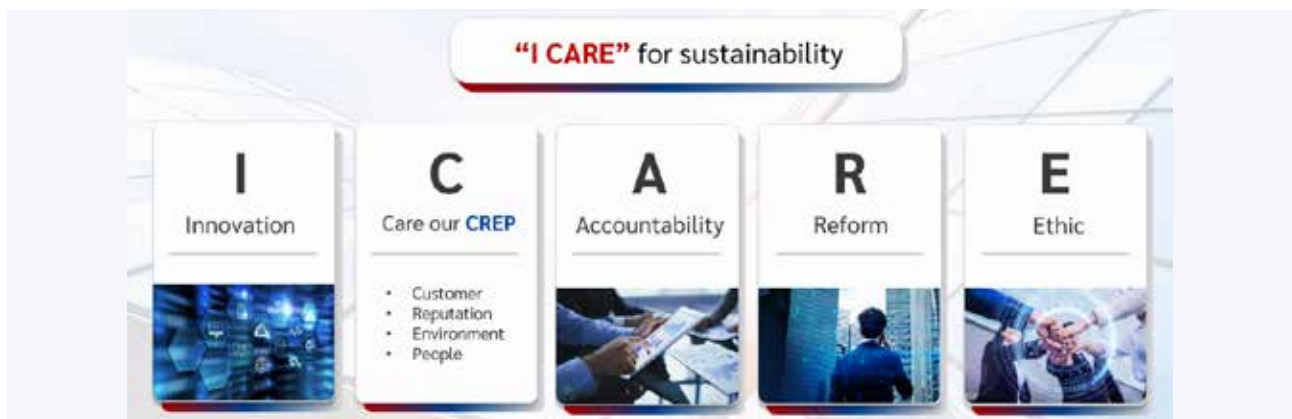 “I CARE” for sustainability
I
Innovation
C
Care our CREP
• Customer
• Reputation
• Environment
• People
A
Accountability
R
Reform
E
Ethic